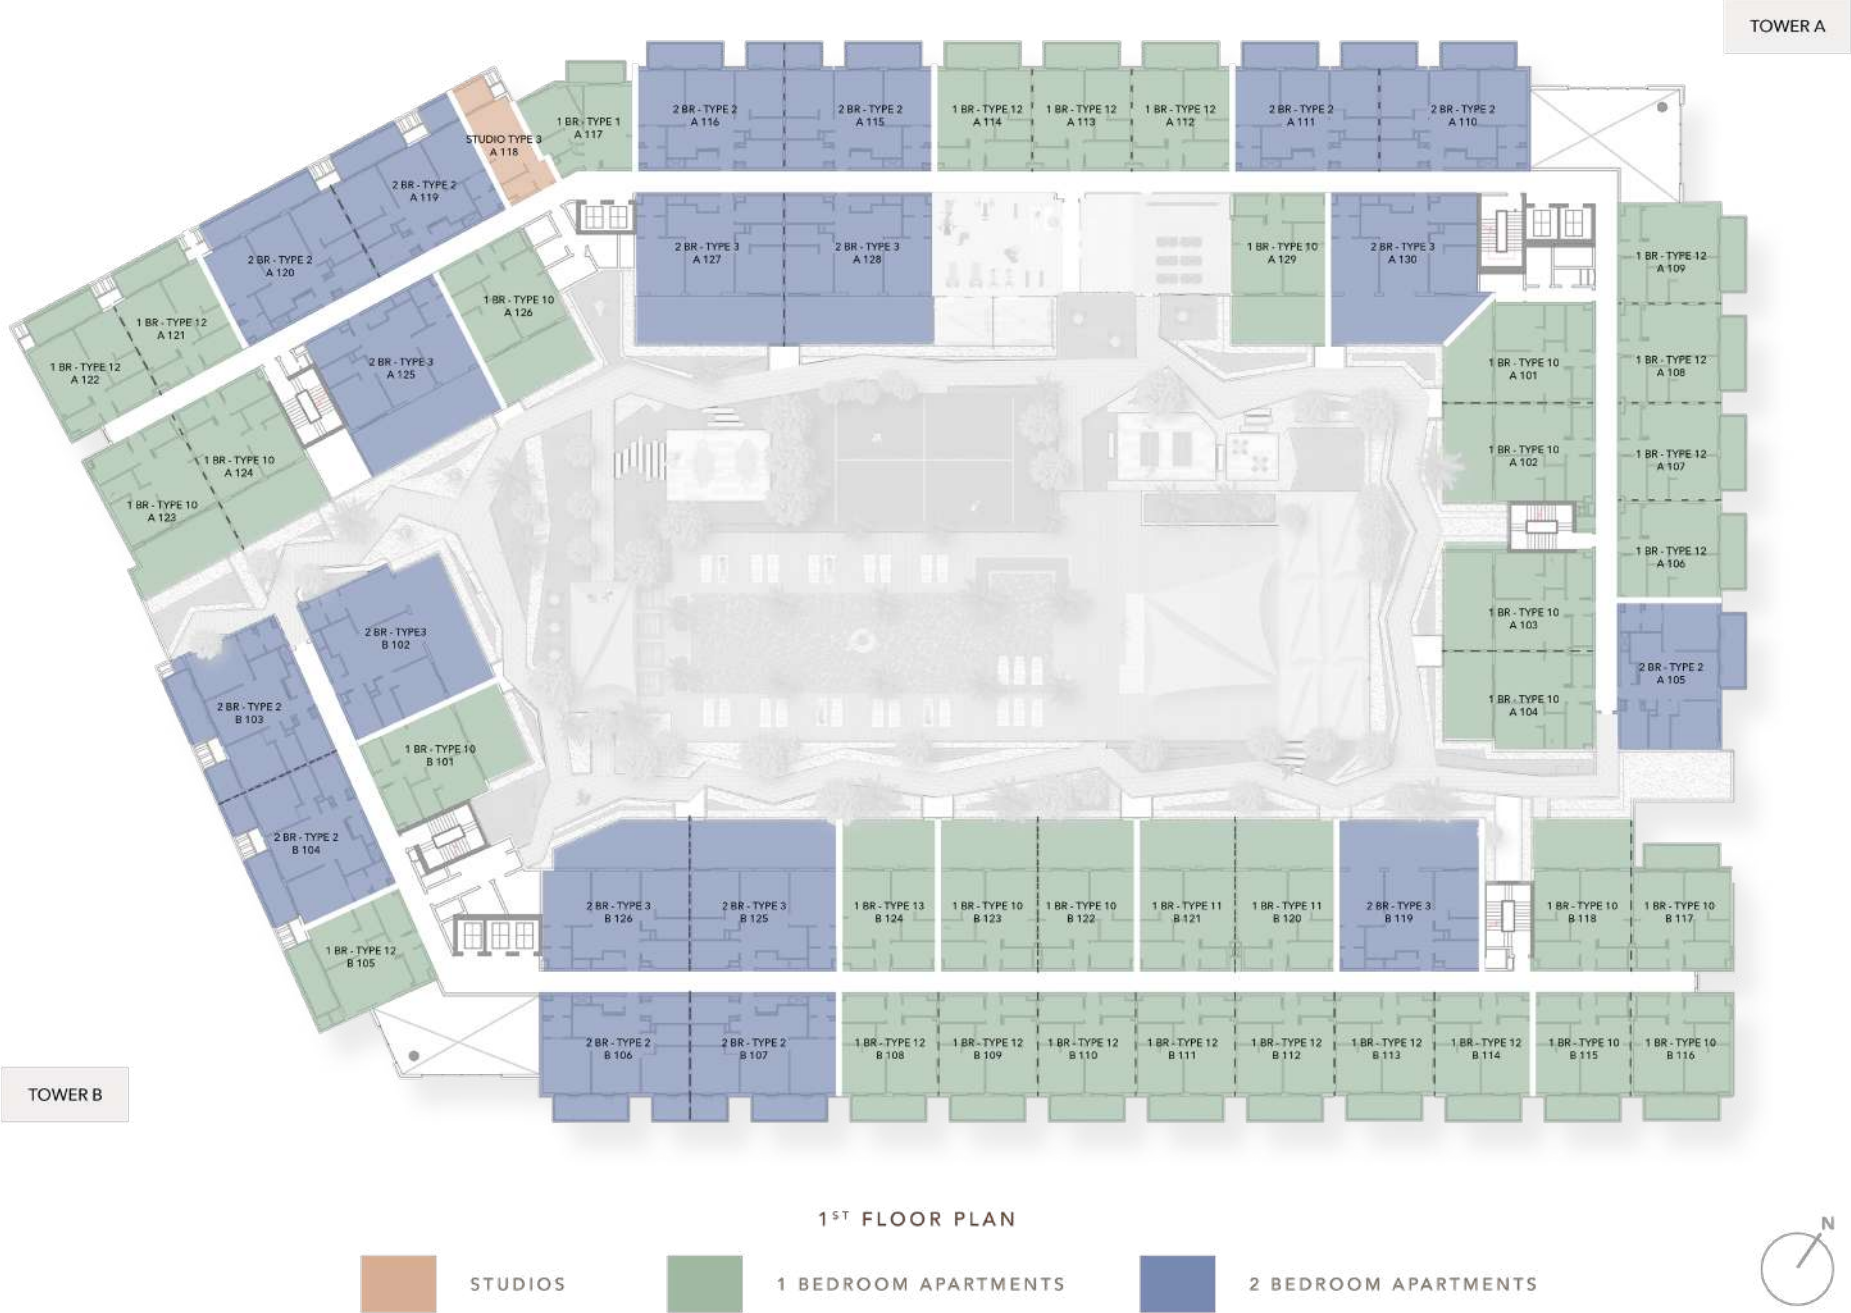 TOWER A
2 BR - TYPE 2
A 116
2 BR - TYPE 2
A 115
1 BR - TYPE 12
A 114
1 BR - TYPE 12
A 113
1 BR - TYPE 12
A 112
2 BR - TYPE 2
A 111
2 BR - TYPE 2
A 110
1 BR - TYPE 1
A 117
STUDIO TYPE 3
A 118
2 BR - TYPE 2
A 119
2 BR - TYPE 2
A 120
1 BR - TYPE 12
A 121
1 BR - TYPE 12
A 122
2 BR - TYPE 3
A 127
2 BR - TYPE 3
A 128
1 BR - TYPE 10
A 129
2 BR - TYPE 3
A 130
1 BR - TYPE 12
A 109
1 BR - TYPE 10
A 126
2 BR - TYPE 3
A 125
1 BR - TYPE 10
A 101
1 BR - TYPE 12
A 108
1 BR - TYPE 10
A 124
1 BR - TYPE 10
A 102
1 BR - TYPE 12
A 107
1 BR - TYPE 10
A 123
1 BR - TYPE 12
A 106
2 BR - TYPE3
B 102
1 BR - TYPE 10
A 103
2 BR - TYPE 2
A 105
2 BR - TYPE 2
B 103
1 BR - TYPE 10
A 104
1 BR - TYPE 10
B 101
2 BR - TYPE 2
B 104
2 BR - TYPE 3
B 126
2 BR - TYPE 3
B 125
1 BR - TYPE 13
B 124
1 BR - TYPE 10
B 123
1 BR - TYPE 10
B 122
1 BR - TYPE 11
B 121
1 BR - TYPE 11
B 120
2 BR - TYPE 3
B 119
1 BR - TYPE 10
B 118
1 BR - TYPE 10
B 117
1 BR - TYPE 12
B 105
2 BR - TYPE 2
B 106
2 BR - TYPE 2
B 107
1 BR - TYPE 12
B 108
1 BR - TYPE 12
B 109
1 BR - TYPE 12
B 110
1 BR - TYPE 12
B 111
1 BR - TYPE 12
B 112
1 BR - TYPE 12
B 113
1 BR - TYPE 12
B 114
1 BR - TYPE 10
B 115
1 BR - TYPE 10
B 116
TOWER B
1ST FLOOR PLAN
N
STUDIOS
1 BEDROOM APARTMENTS
2 BEDROOM APARTMENTS